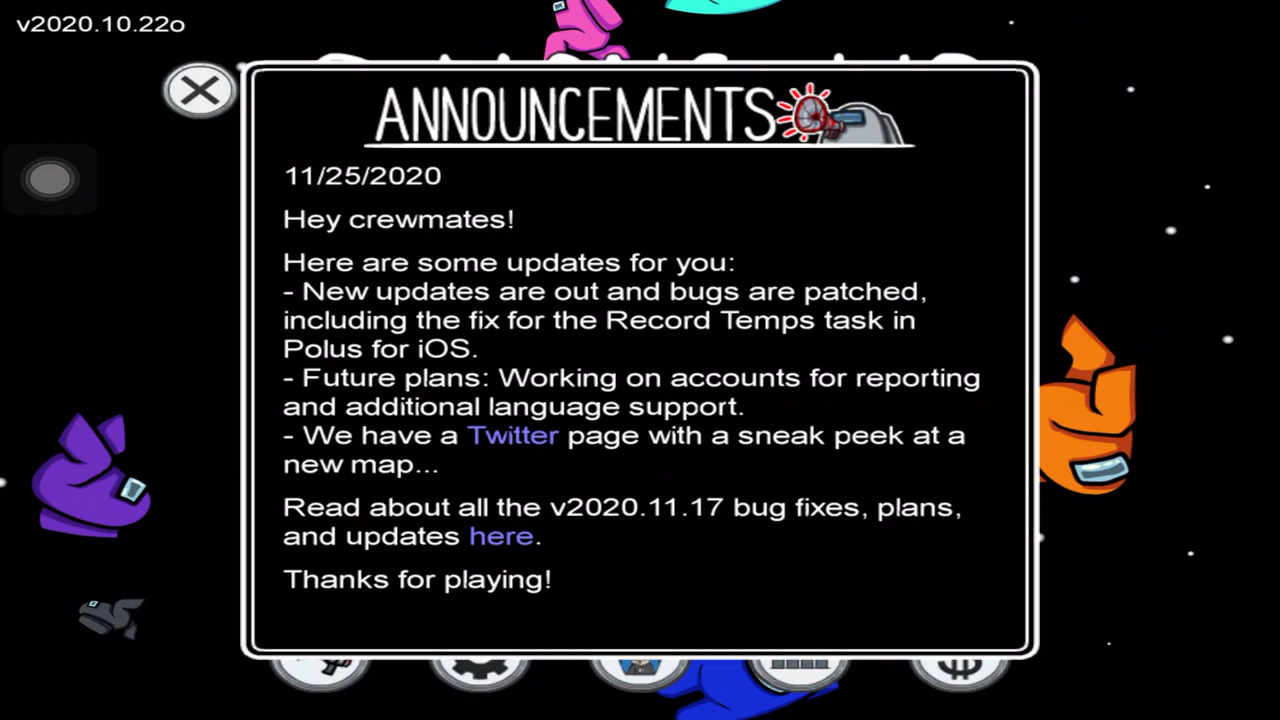 v2020.10.22o
ANNOUNCEMENTS
11/25/2020
Hey crewmates!
Here are some updates for you:
- New updates are out and bugs are patched,
including the fix for the Record Temps task in
Polus for iOS.
- Future plans: Working on accounts for reporting
and additional language support.
- We have a Twitter page with a sneak peek at a
new map...
Read about all the v2020.11.17 bug fixes, plans,
and updates here.
Thanks for playing!